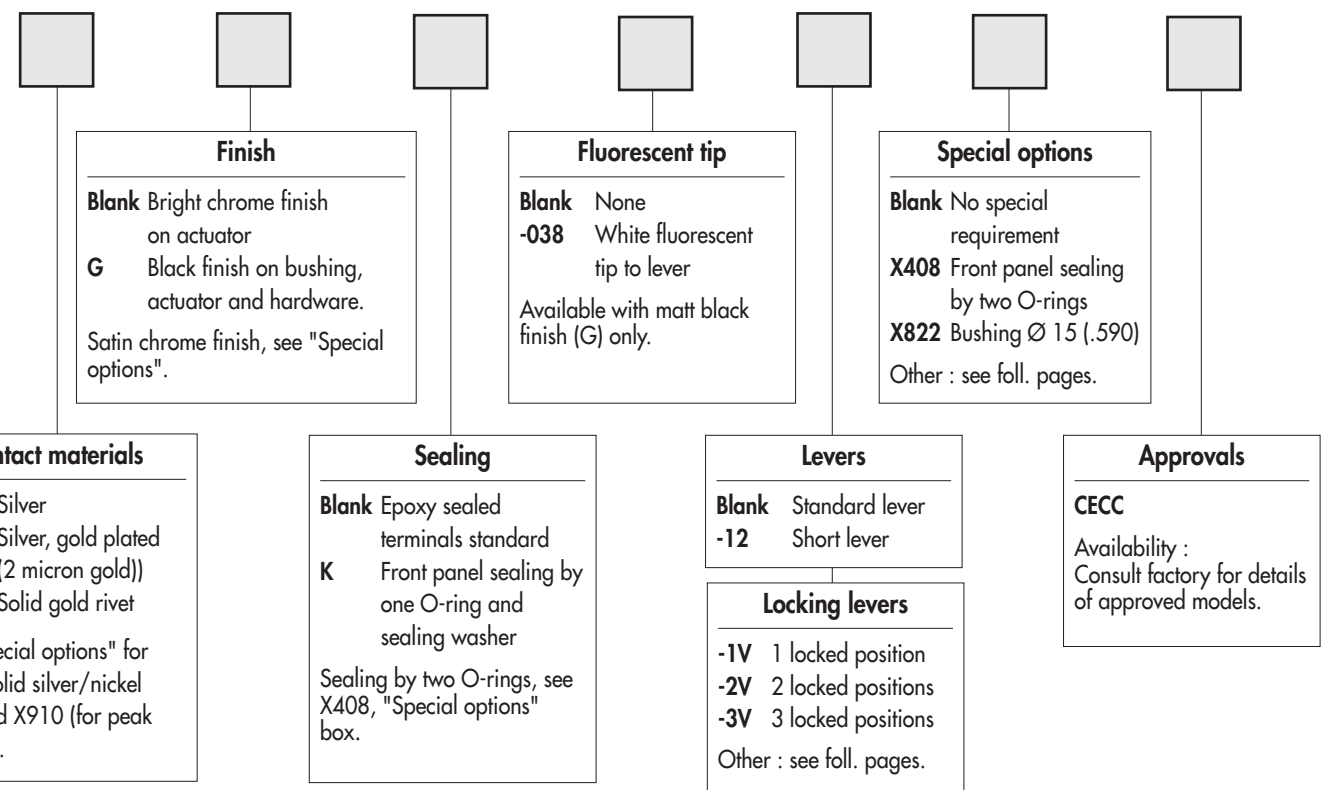 Finish
Blank Bright chrome finish
on actuator
G Black finish on bushing,
actuator and hardware.
Satin chrome finish, see "Special
options".
Fluorescent tip
Blank None
-038 White fluorescent
tip to lever
Available with matt black
finish (G) only.
Special options
Blank No special
requirement
X408 Front panel sealing
by two O-rings
X822 Bushing Ø 15 (.590)
Other : see foll. pages.
ntact materials
Silver
Silver, gold plated
(2 micron gold))
Solid gold rivet
ecial options" for
olid silver/nickel
d X910 (for peak
.
Sealing
Blank Epoxy sealed
terminals standard
K Front panel sealing by
one O-ring and
sealing washer
Sealing by two O-rings, see
X408, "Special options"
box.
Levers
Blank Standard lever
-12 Short lever
Locking levers
-1V 1 locked position
-2V 2 locked positions
-3V 3 locked positions
Other : see foll. pages.
Approvals
CECC
Availability :
Consult factory for details
of approved models.